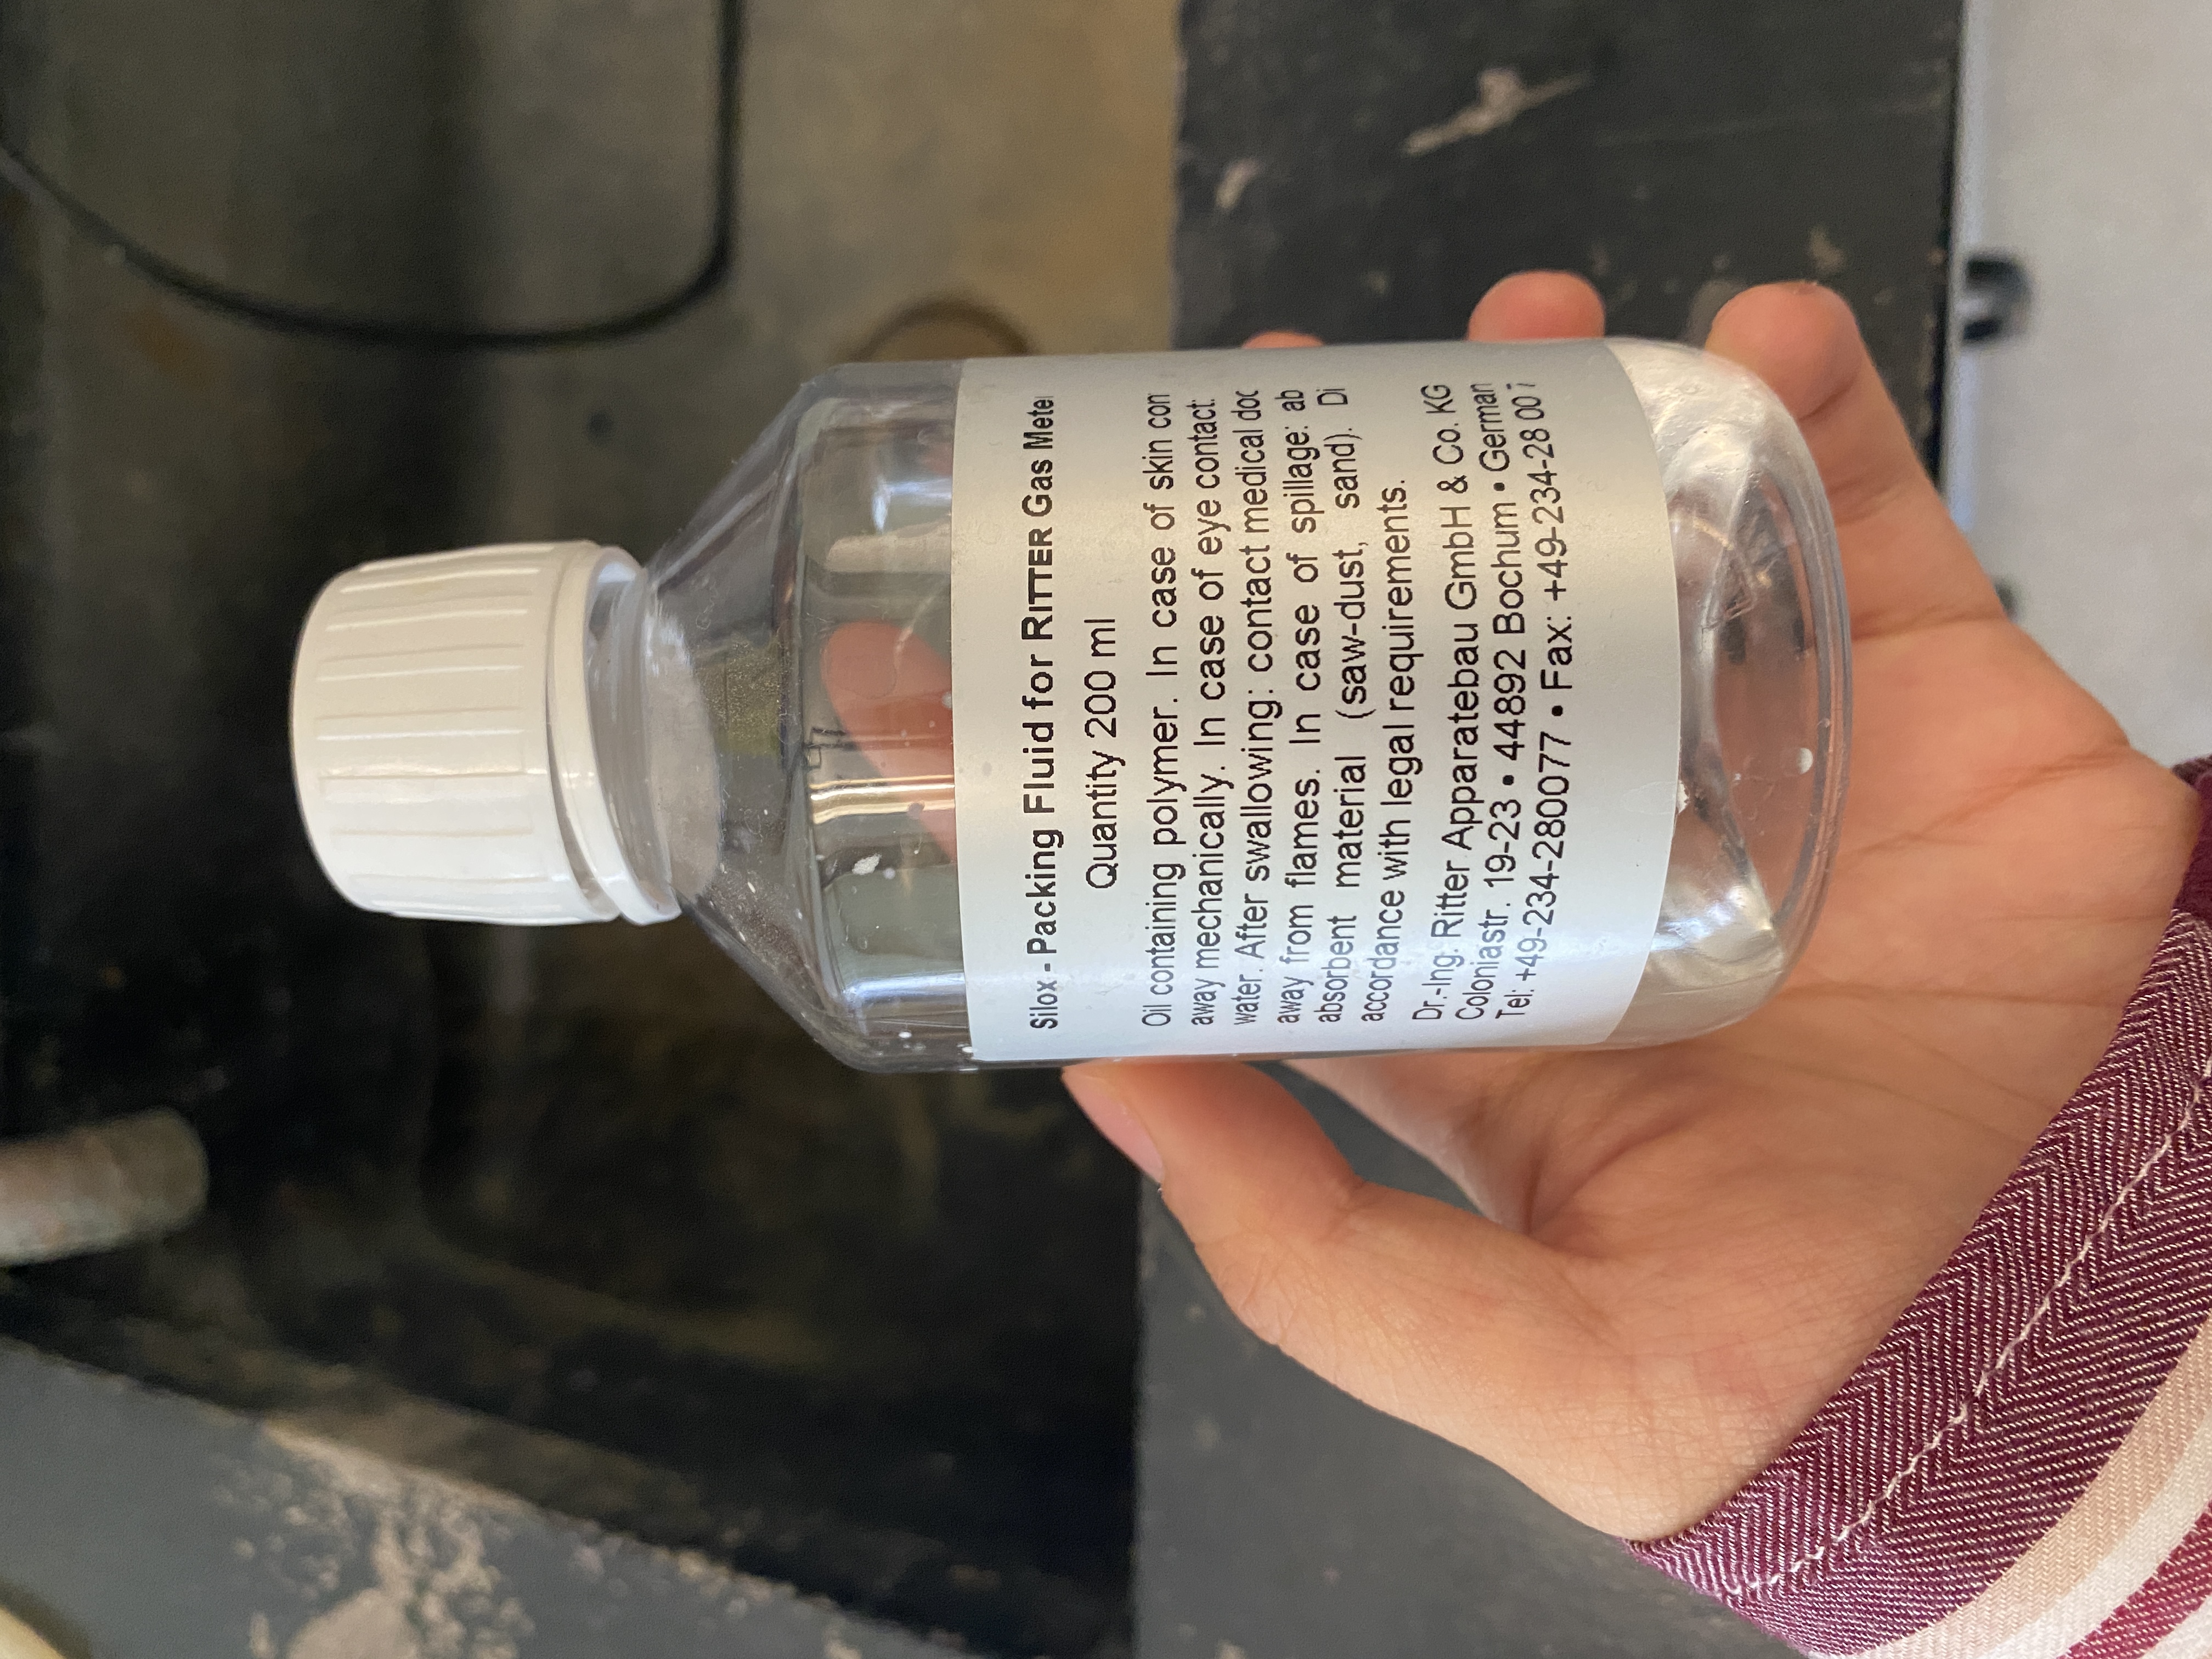 Silox - Packing Fluid for RITTER Gas Mete
Quantity 200 ml
Oil containing polymer. In case of skin con
away mechanically. In case of eye contact:
water. After swallowing: contact medical doc
away from flames. In case of spillage: ab
absorbent material (saw-dust, sand). Di
accordance with legal requirements.
Dr.-Ing. Ritter Apparatebau GmbH & Co. KG
Coloniastr. 19-23 • 44892 Bochum • German
Tel: +49-234-280077 • Fax: +49-234-28 00 7